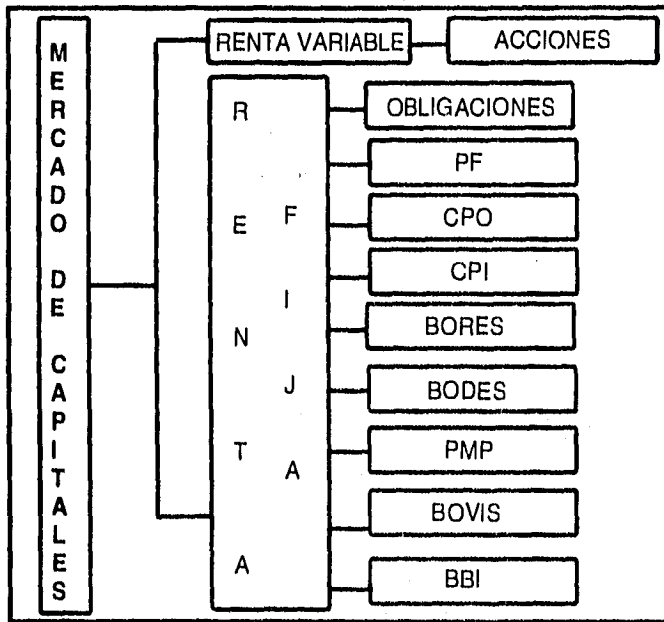 MERCADO DE CAPITALES
RENTA VARIABLE
ACCIONES
RENTA FIJA
OBLIGACIONES
PF
CPO
CPI
BORES
BODES
PMP
BOVIS
BBI